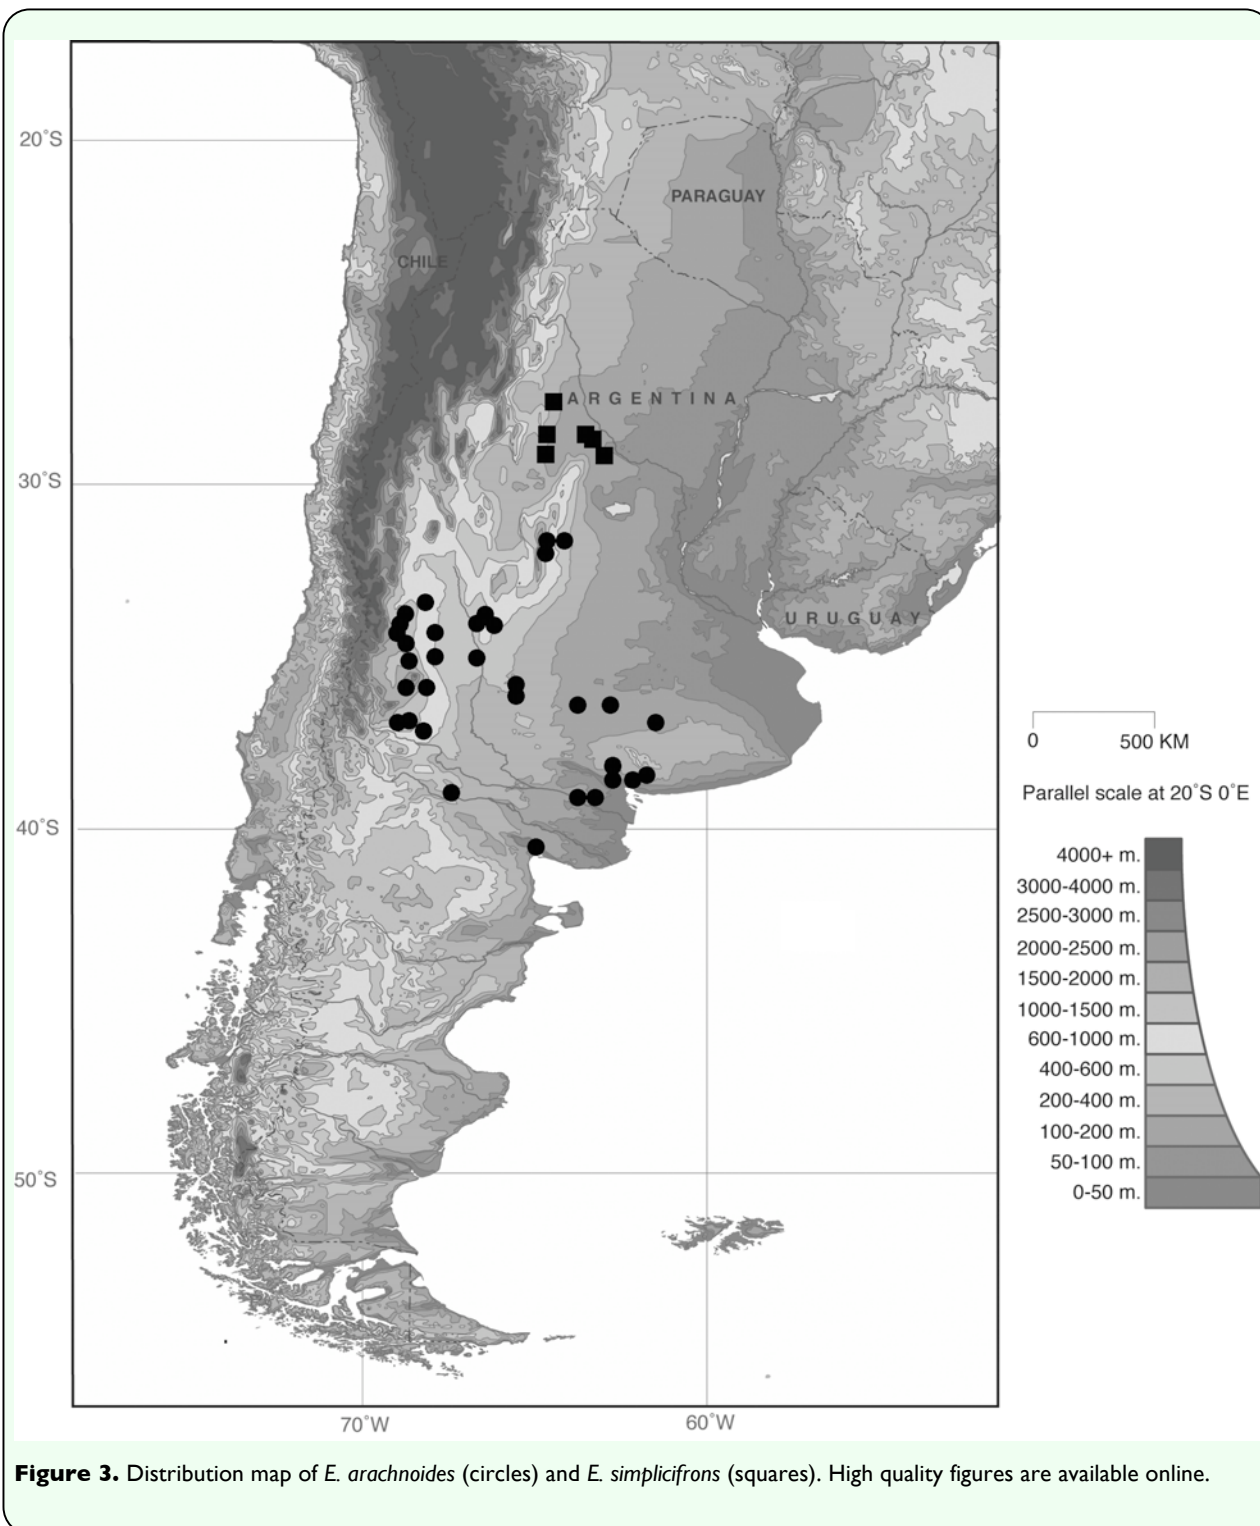 20°S
PARAGUAY
CHILE
ARGENTINA
30°S
URUGUAY
0 500 KM
Parallel scale at 20°S 0°E
40°S
4000+ m.
3000-4000 m.
2500-3000 m.
2000-2500 m.
1500-2000 m.
1000-1500 m.
600-1000 m.
400-600 m.
200-400 m.
100-200 m.
50-100 m.
0-50 m.
50°S
70°W 60°W
Figure 3. Distribution map of E. arachnoides (circles) and E. simplicifrons (squares). High quality figures are available online.